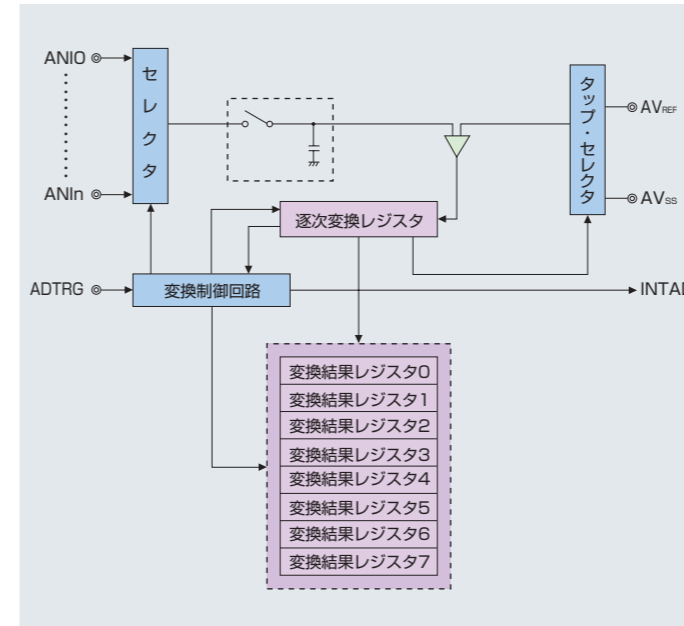 ANI0
セレクタ
タップ・セレクタ
AVREF
ANIn
AVSS
逐次変換レジスタ
ADTRG
変換制御回路
INTAD
変換結果レジスタ0
変換結果レジスタ1
変換結果レジスタ2
変換結果レジスタ3
変換結果レジスタ4
変換結果レジスタ5
変換結果レジスタ6
変換結果レジスタ7